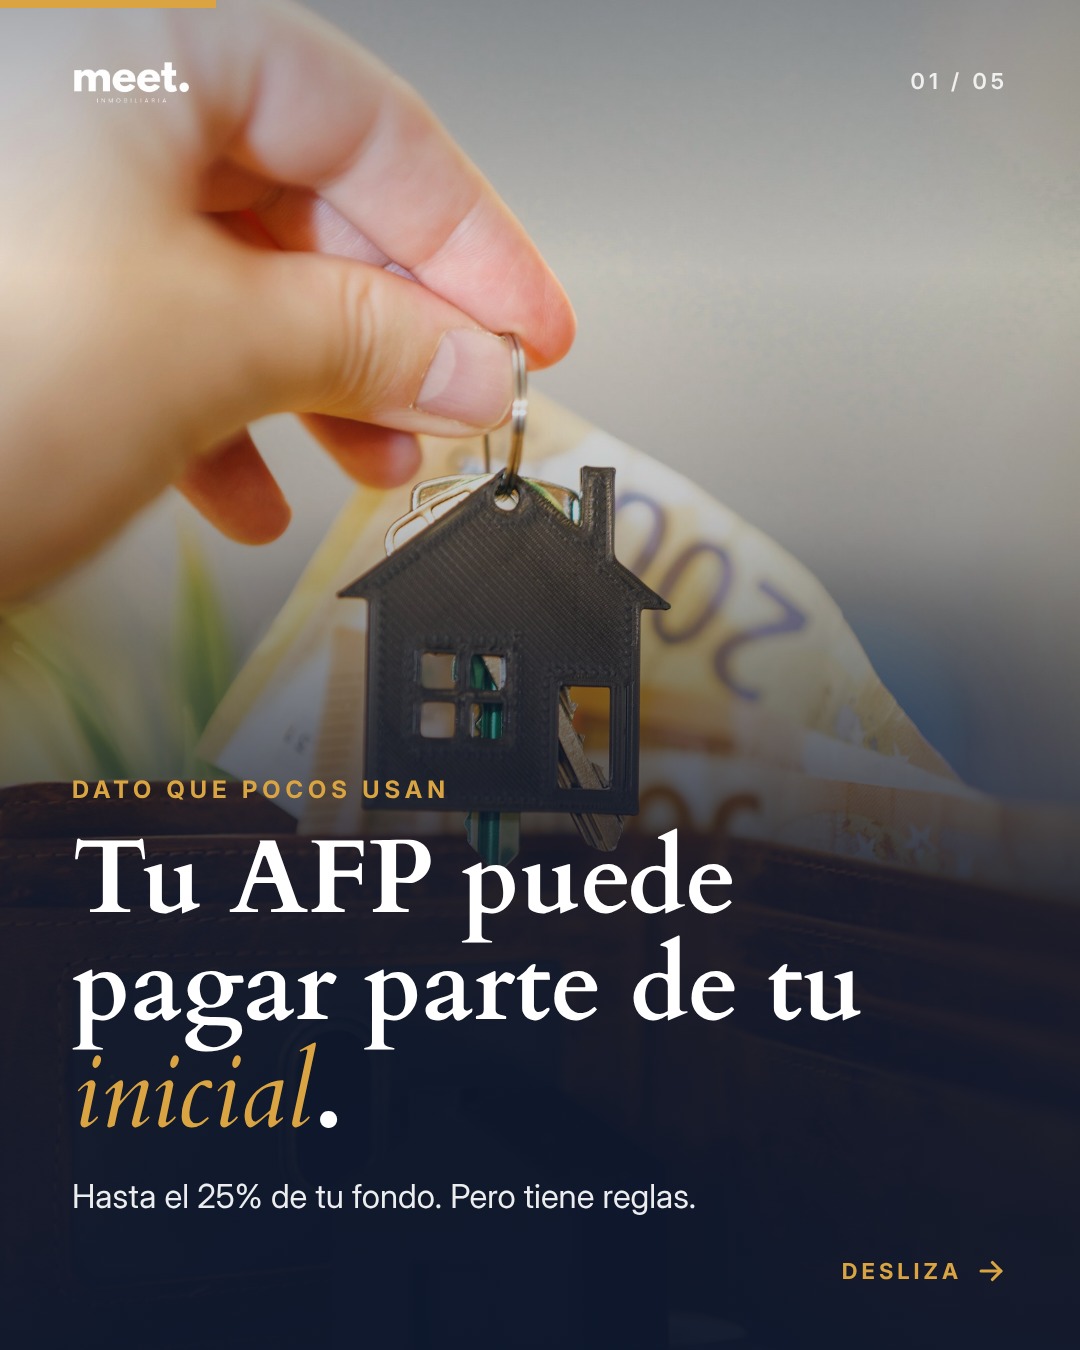 meet.
INMOBILIARIA
01 / 05
200
DATO QUE POCOS USAN
Tu AFP puede
pagar parte de tu
inicial.
Hasta el 25% de tu fondo. Pero tiene reglas.
DESLIZA →